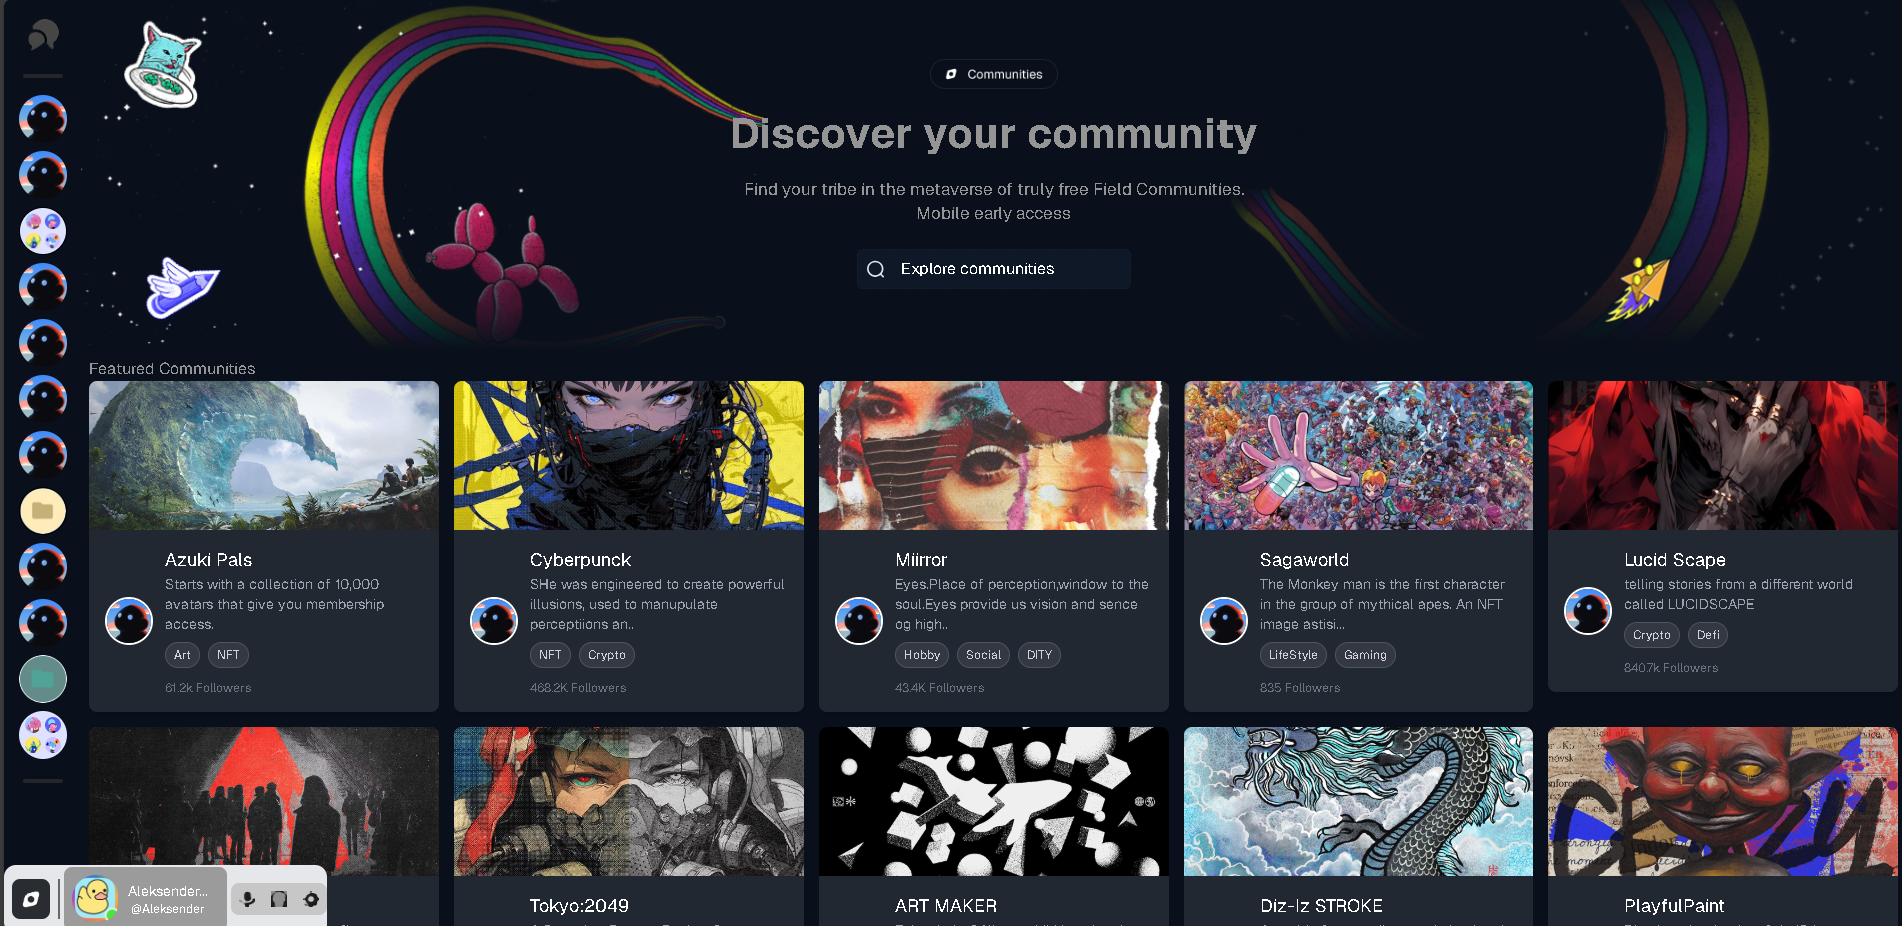 Communities
Discover your community
Find your tribe in the metaverse of truly free Field Communities.
Mobile early access
Explore communities
Featured Communities
Azuki Pals
Starts with a collection of 10,000
avatars that give you membership
access.
Art NFT
61.2k Followers
Cyberpunck
SHe was engineered to create powerful
illusions, used to manupulate
perceptiions an..
NFT Crypto
468.2K Followers
Miirror
Eyes.Place of perception,window to the
soul.Eyes provide us vision and sence
og high..
Hobby Social DITY
43.4K Followers
Sagaworld
The Monkey man is the first character
in the group of mythical apes. An NFT
image astisi...
LifeStyle Gaming
835 Followers
Lucid Scape
telling stories from a different world
called LUCIDSCAPE
Crypto Defi
840.7k Followers
Tokyo:2049
ART MAKER
Diz-Iz STROKE
PlayfulPaint
Aleksender...
@Aleksender